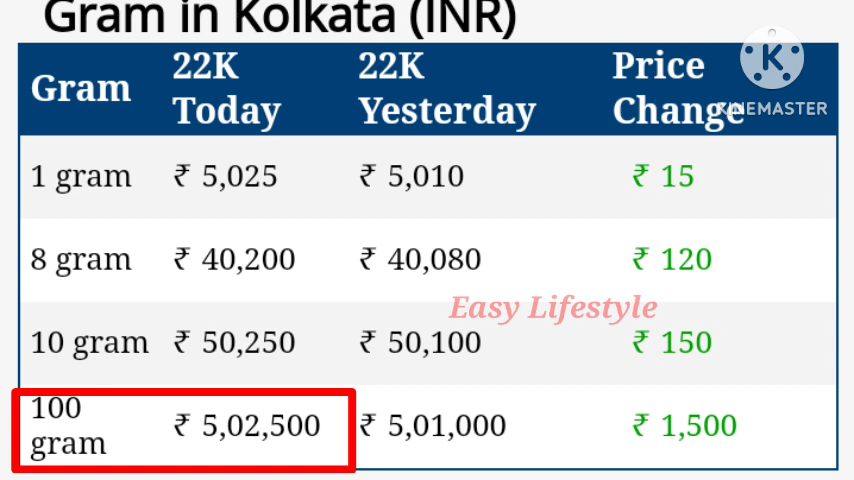 Gram in Kolkata (INR)
Gram 22K Today 22K Yesterday Price Change
K
KINEMASTER
1 gram ₹ 5,025 ₹ 5,010 ₹ 15
8 gram ₹ 40,200 ₹ 40,080 ₹ 120
Easy Lifestyle
10 gram ₹ 50,250 ₹ 50,100 ₹ 150
100 gram ₹ 5,02,500 ₹ 5,01,000 ₹ 1,500